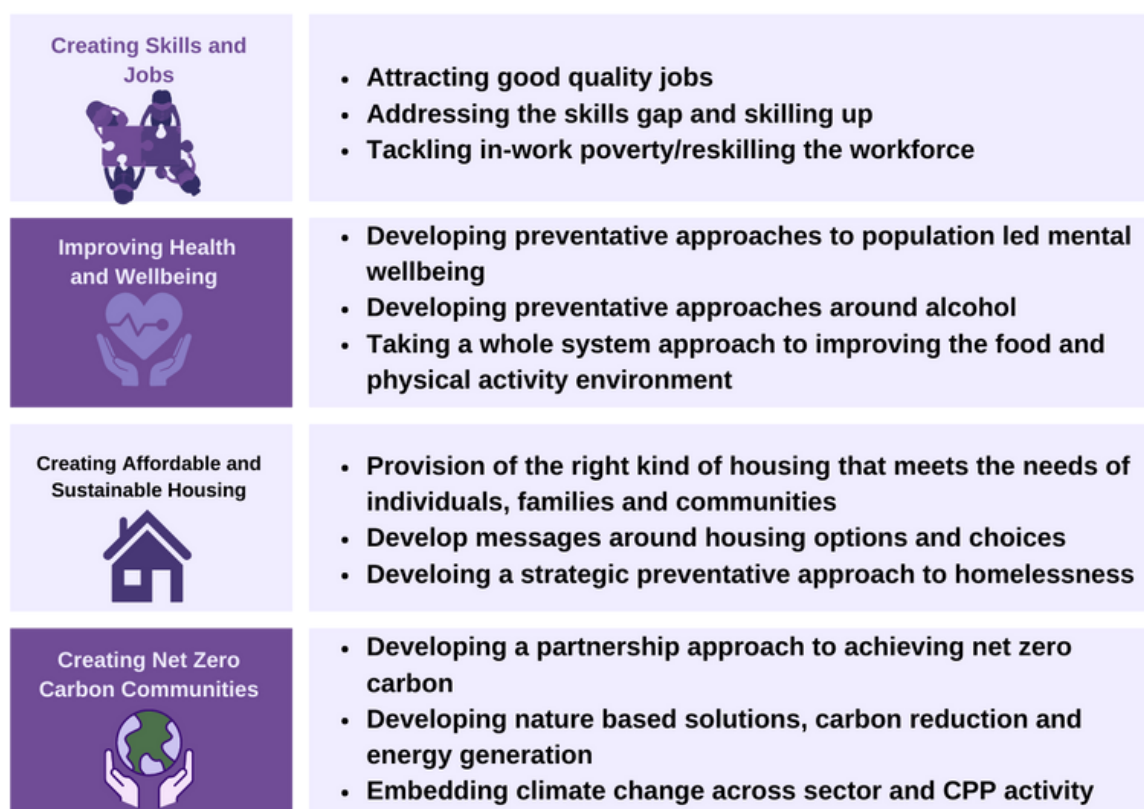 Creating Skills and
Jobs
• Attracting good quality jobs
• Addressing the skills gap and skilling up
• Tackling in-work poverty/reskilling the workforce
Improving Health
and Wellbeing
• Developing preventative approaches to population led mental
wellbeing
• Developing preventative approaches around alcohol
• Taking a whole system approach to improving the food and
physical activity environment
Creating Affordable and
Sustainable Housing
• Provision of the right kind of housing that meets the needs of
individuals, families and communities
• Develop messages around housing options and choices
• Develoing a strategic preventative approach to homelessness
Creating Net Zero
Carbon Communities
• Developing a partnership approach to achieving net zero
carbon
• Developing nature based solutions, carbon reduction and
energy generation
• Embedding climate change across sector and CPP activity